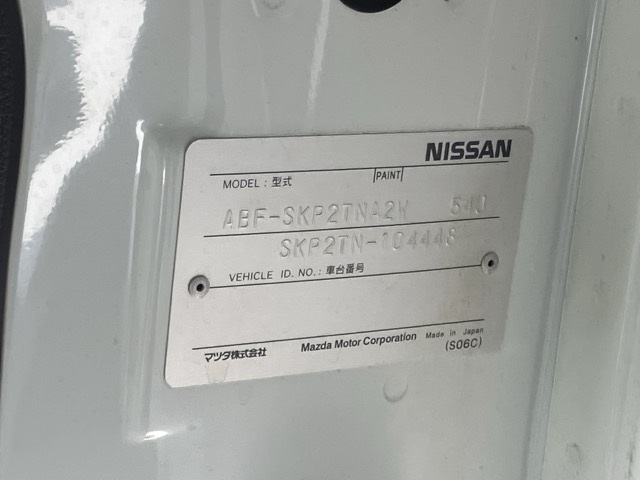 NISSAN
MODEL : 型式 PAINT
ABF-SKP2TNA2W 540
SKP2TN-104448
VEHICLE ID. NO. : 車台番号
マツダ株式会社 Mazda Motor Corporation Made in Japan
(S06C)